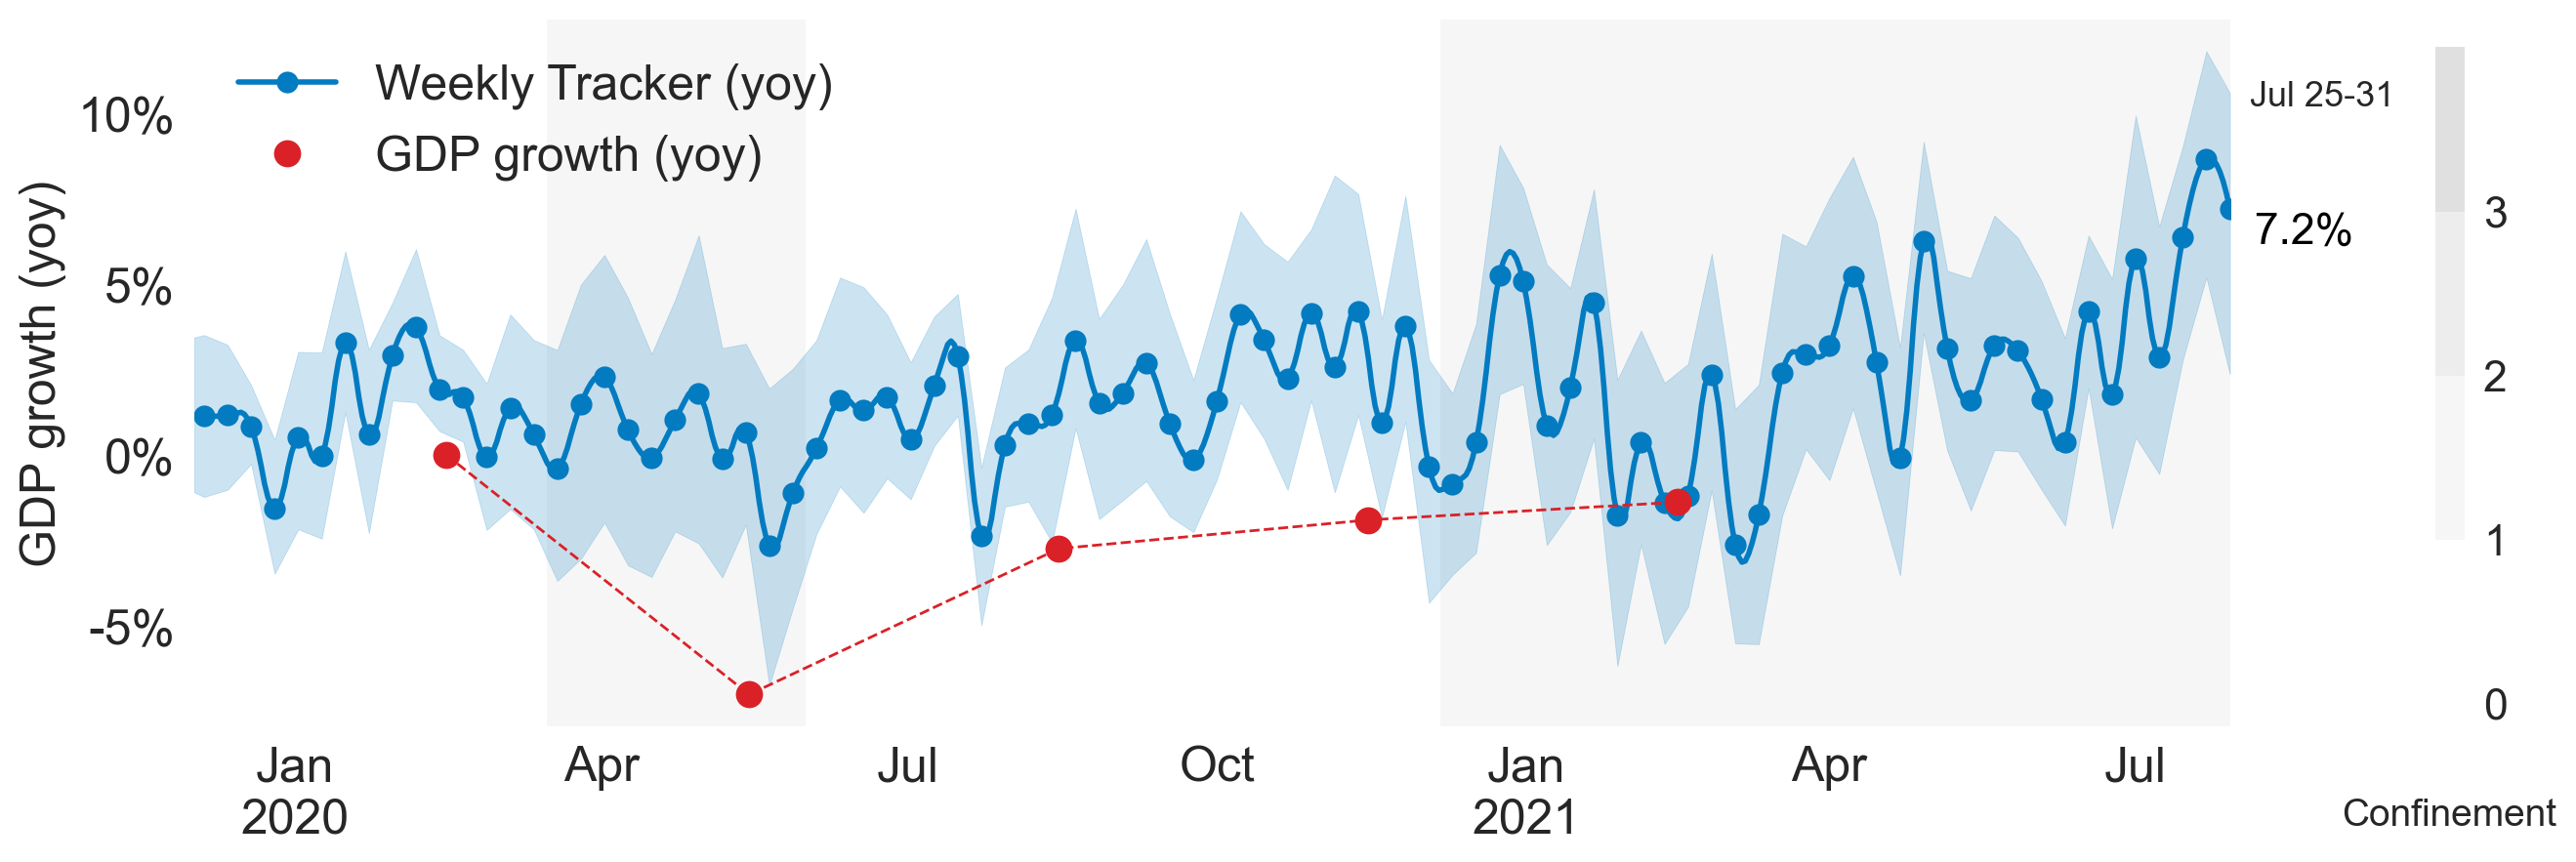 Weekly Tracker (yoy)
GDP growth (yoy)
GDP growth (yoy)
10%
5%
0%
-5%
Jan
2020
Apr
Jul
Oct
Jan
2021
Apr
Jul
Jul 25-31
7.2%
3
2
1
0
Confinement